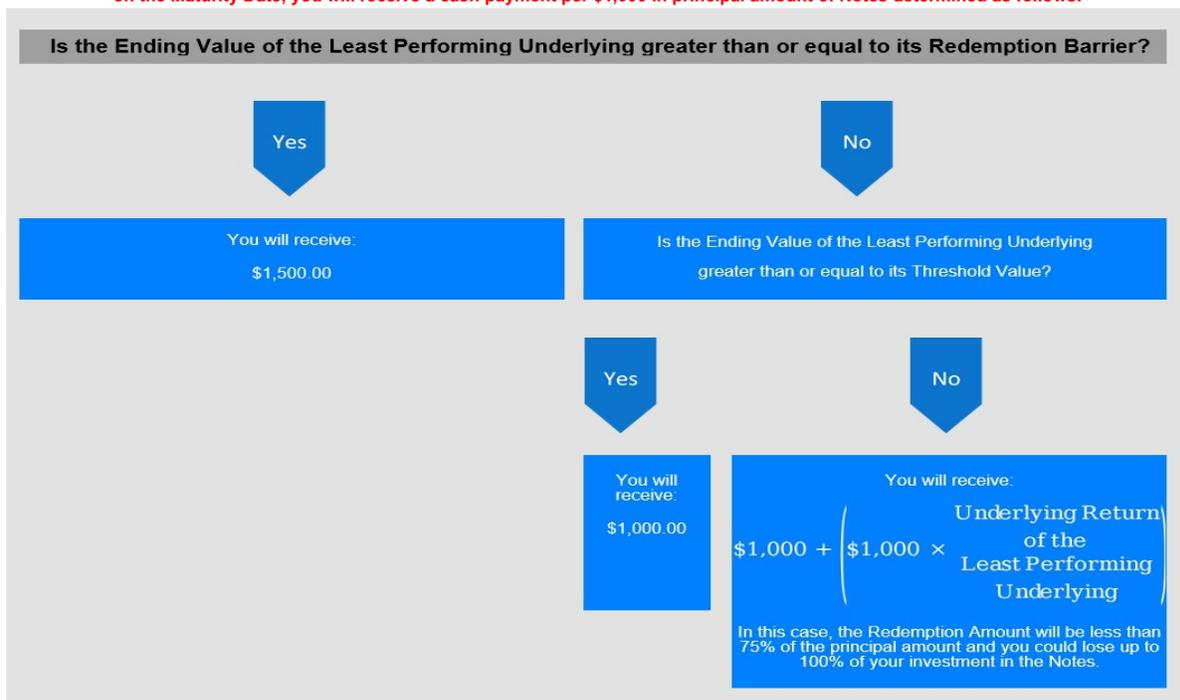 on the Maturity Date, you will receive a cash payment per $1,000 in principal amount of Notes determined as follows:
Is the Ending Value of the Least Performing Underlying greater than or equal to its Redemption Barrier?
Yes
No
You will receive:
$1,500.00
Is the Ending Value of the Least Performing Underlying
greater than or equal to its Threshold Value?
Yes
No
You will
receive:
$1,000.00
You will receive:
$1,000 + ($1,000 × Underlying Return
of the
Least Performing
Underlying)
In this case, the Redemption Amount will be less than
75% of the principal amount and you could lose up to
100% of your investment in the Notes.